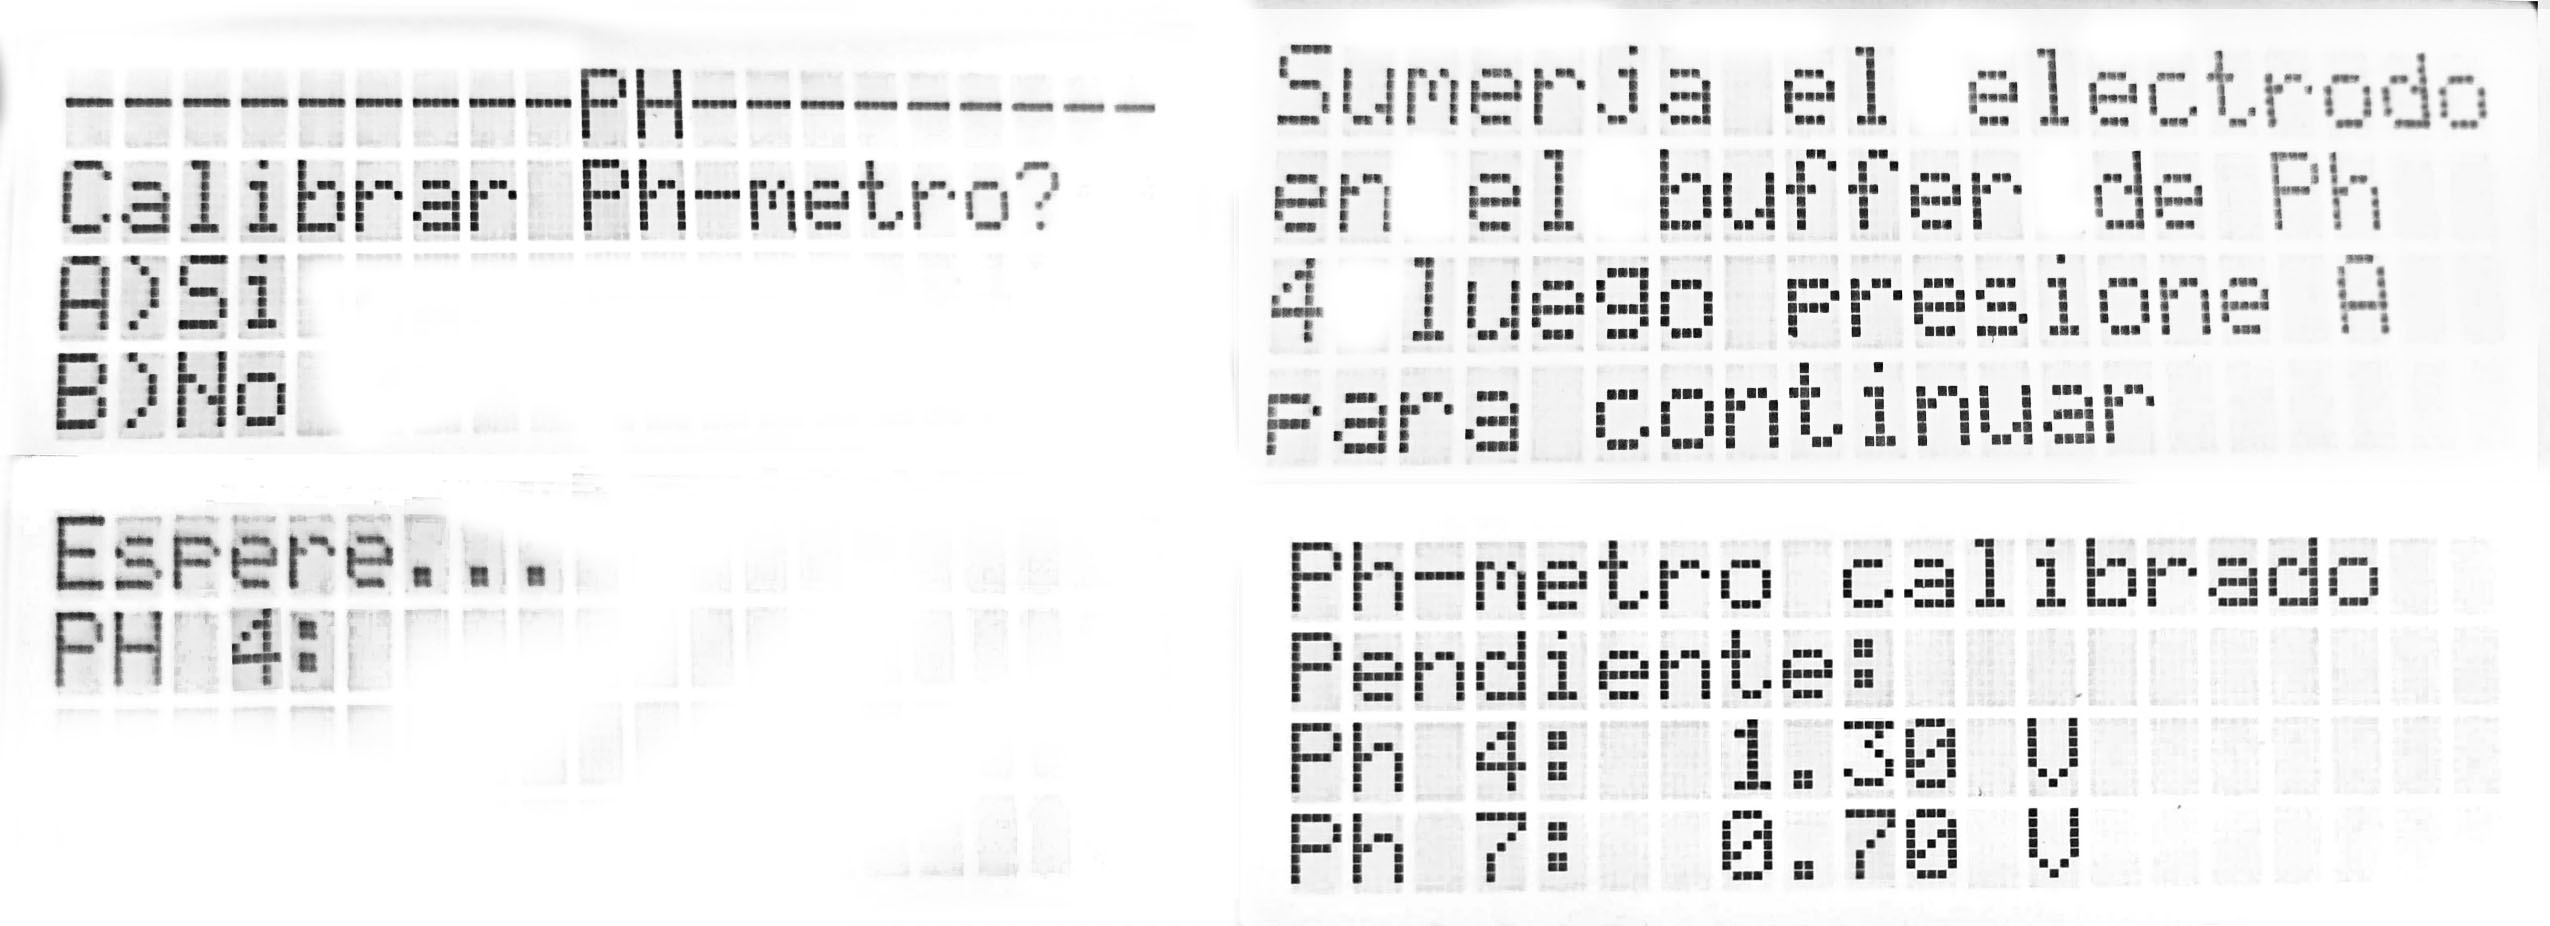 ---------PH---------
Calibrar Ph-metro?
A)Si
B)No
Sumerja el electrodo
en el buffer de Ph
4 luego presione A
para continuar
Espere...
PH 4:
Ph-metro calibrado
Pendiente:
Ph 4:  1.30 V
Ph 7:  0.70 V